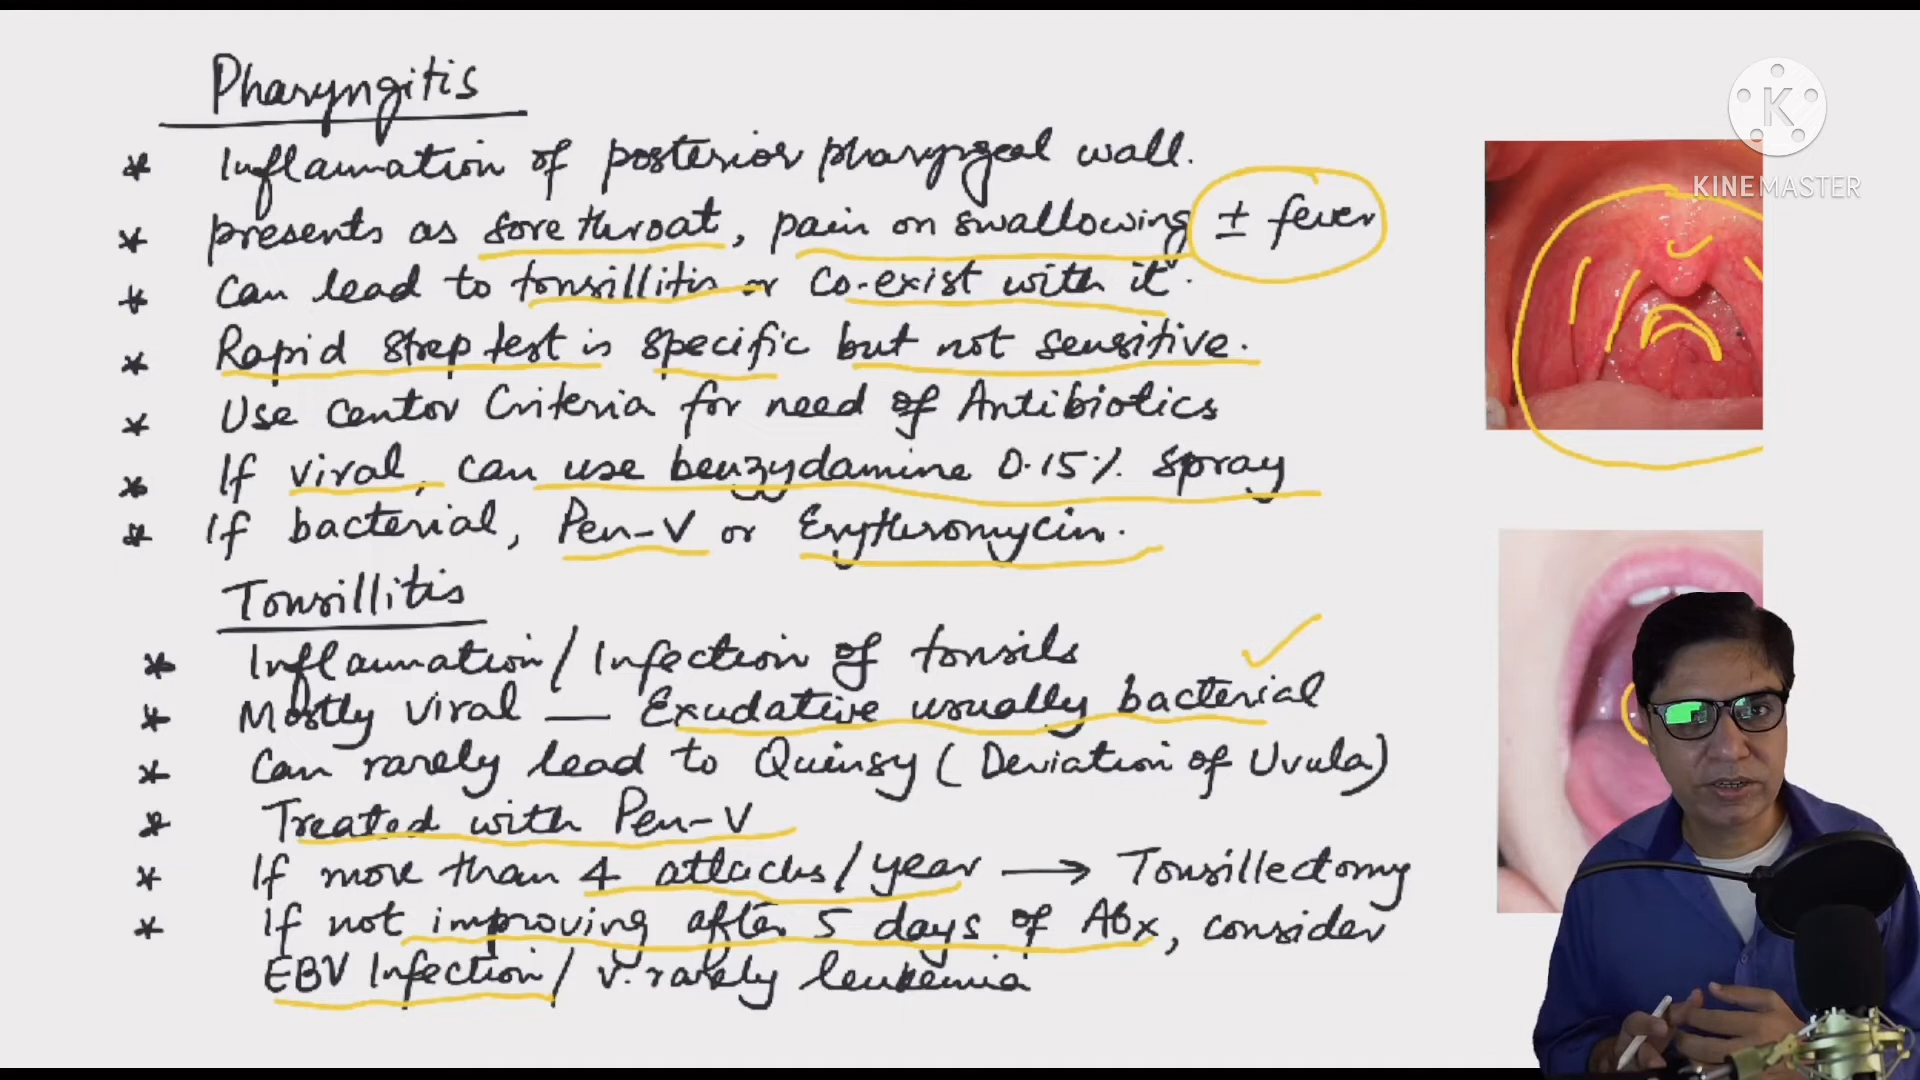 Pharyngitis
* Inflammation of posterior pharyngeal wall.
* presents as sore throat, pain on swallowing ± fever
* can lead to tonsillitis or co-exist with it.
* Rapid strep test is specific but not sensitive.
* Use Centor Criteria for need of Antibiotics
* If viral, can use benzydamine 0.15% spray
* If bacterial, Pen-V or Erythromycin.
Tonsillitis
* Inflammation/Infection of tonsils
* Mostly viral — Exudative usually bacterial
* Can rarely lead to Quinsy (Deviation of Uvula)
* Treated with Pen-V
* If more than 4 attacks/year → Tonsillectomy
* If not improving after 5 days of Abx, consider
EBV Infection/ v. rarely leukemia
K
KINEMASTER